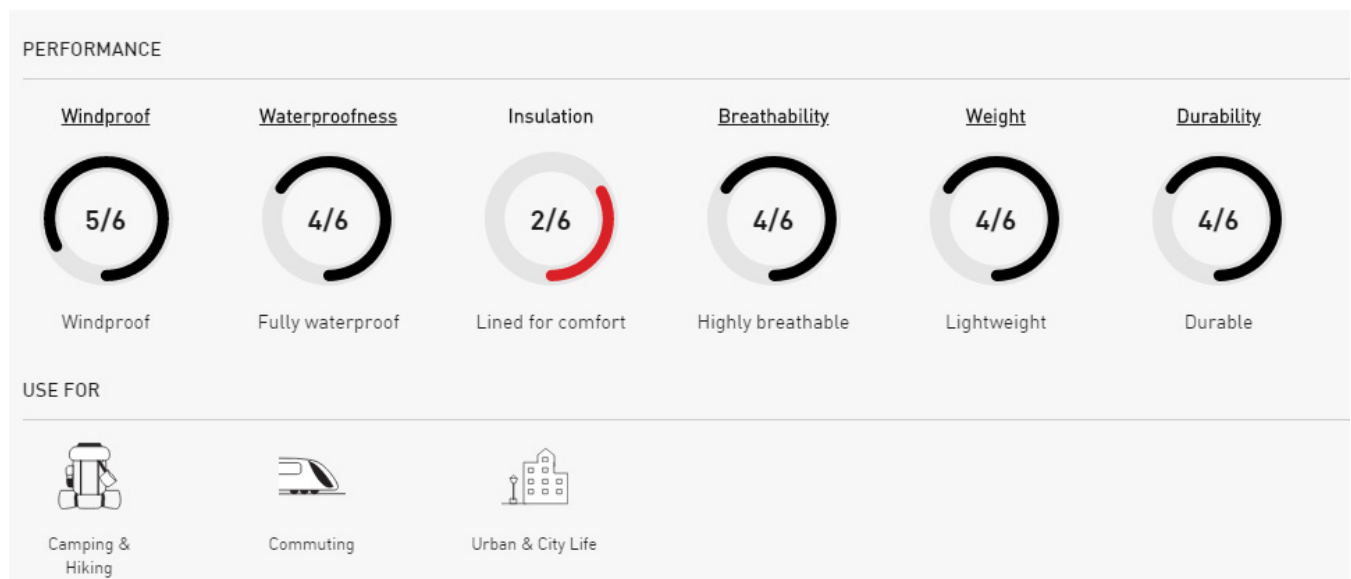 PERFORMANCE
Windproof
Waterproofness
Insulation
Breathability
Weight
Durability
5/6
4/6
2/6
4/6
4/6
4/6
Windproof
Fully waterproof
Lined for comfort
Highly breathable
Lightweight
Durable
USE FOR
Camping &
Hiking
Commuting
Urban & City Life